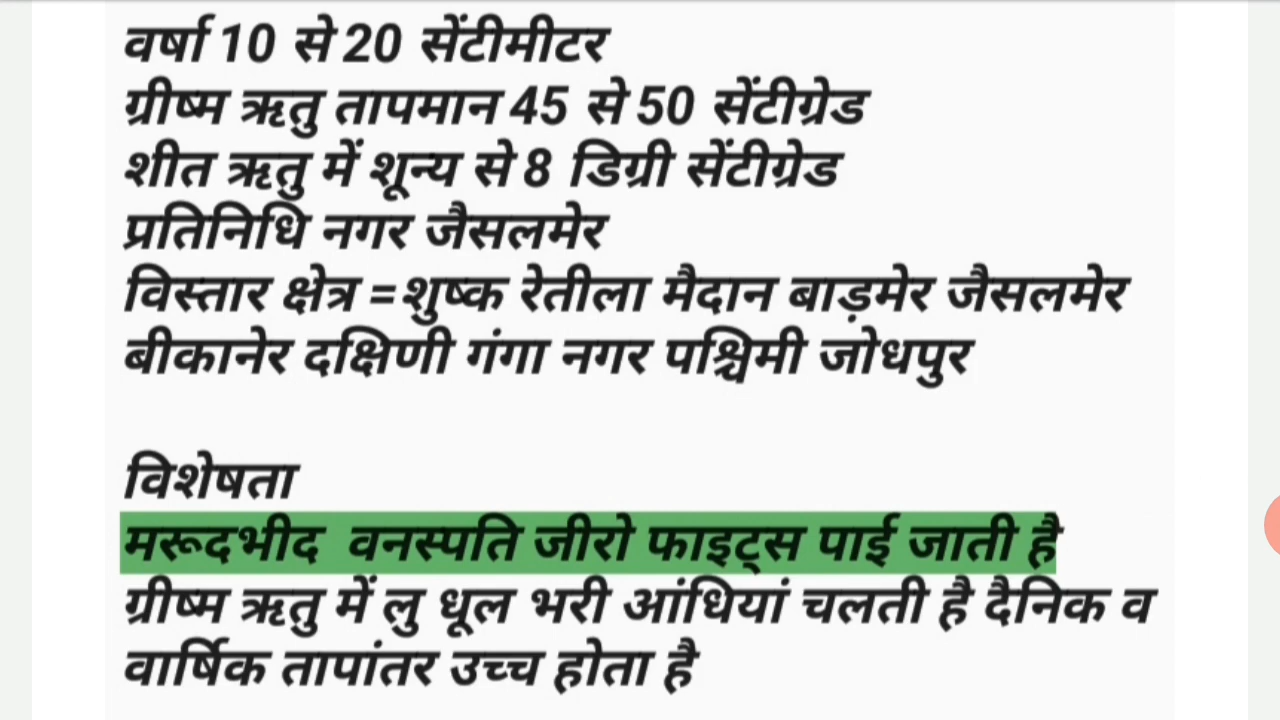 वर्षा 10 से 20 सेंटीमीटर
ग्रीष्म ऋतु तापमान 45 से 50 सेंटीग्रेड
शीत ऋतु में शून्य से 8 डिग्री सेंटीग्रेड
प्रतिनिधि नगर जैसलमेर
विस्तार क्षेत्र =शुष्क रेतीला मैदान बाड़मेर जैसलमेर
बीकानेर दक्षिणी गंगा नगर पश्चिमी जोधपुर
विशेषता
मरूदभीद वनस्पति जीरो फाइट्स पाई जाती है
ग्रीष्म ऋतु में लु धूल भरी आंधियां चलती है दैनिक व
वार्षिक तापांतर उच्च होता है